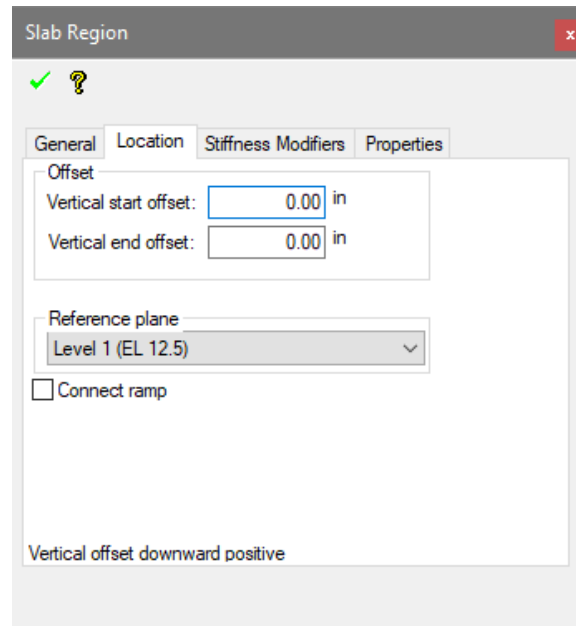 Slab Region
x
?
General Location Stiffness Modifiers Properties
Offset
Vertical start offset: 0.00 in
Vertical end offset: 0.00 in
Reference plane
Level 1 (EL 12.5)
Connect ramp
Vertical offset downward positive